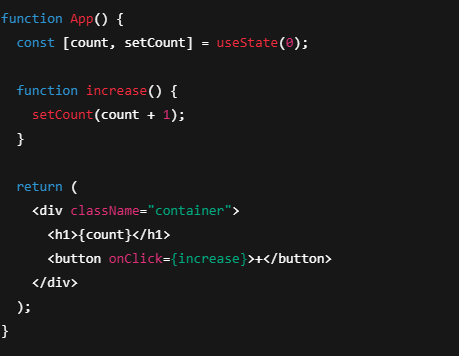 function App() {
  const [count, setCount] = useState(0);

  function increase() {
    setCount(count + 1);
  }

  return (
    <div className="container">
      <h1>{count}</h1>
      <button onClick={increase}>+</button>
    </div>
  );
}